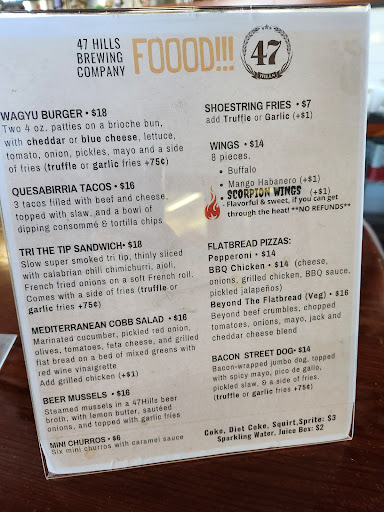 47 HILLS
BREWING
COMPANY
FOOOD!!!
47
HILLS
WAGYU BURGER • $18
Two 4 oz. patties on a brioche bun,
with cheddar or blue cheese, lettuce,
tomato, onion, pickles, mayo and a side
of fries (truffle or garlic fries +75¢)
QUESABIRRIA TACOS • $16
3 tacos filled with beef and cheese,
topped with slaw, and a bowl of
dipping consommé & tortilla chips.
TRI THE TIP SANDWICH• $18
Slow super smoked tri tip, thinly sliced
with calabrian chili chimichurri, aioli,
French fried onions on a soft French roll.
Comes with a side of fries (truffle or
garlic fries +75¢)
MEDITERRANEAN COBB SALAD • $16
Marinated cucumber, pickled red onion,
olives, tomatoes, feta cheese, and grilled
flat bread on a bed of mixed greens with
red wine vinaigrette
Add grilled chicken (+$1)
BEER MUSSELS • $16
Steamed mussels in a 47Hills beer
broth, with lemon butter, sautéed
onions, and topped with garlic fries
MINI CHURROS • $6
Six mini churros with caramel sauce
SHOESTRING FRIES • $7
add Truffle or Garlic (+$1)
WINGS • $14
8 pieces.
• Buffalo
• Mango Habanero (+$1)
• SCORPION WINGS (+$1)
Flavorful & sweet, if you can get
through the heat! **NO REFUNDS**
FLATBREAD PIZZAS:
Pepperoni • $14
BBQ Chicken • $14 (cheese,
onions, grilled chicken, BBQ sauce,
pickled jalapeños)
Beyond The Flatbread (Veg) • $16
Beyond beef crumbles, chopped
tomatoes, onions, mayo, jack and
cheddar cheese blend
BACON STREET DOG• $14
Bacon-wrapped jumbo dog, topped
with spicy mayo, pico de gallo,
pickled slaw, & a side of fries.
(truffle or garlic fries +75¢)
Coke, Diet Coke, Squirt,Sprite: $3
Sparkling Water, Juice Box: $2